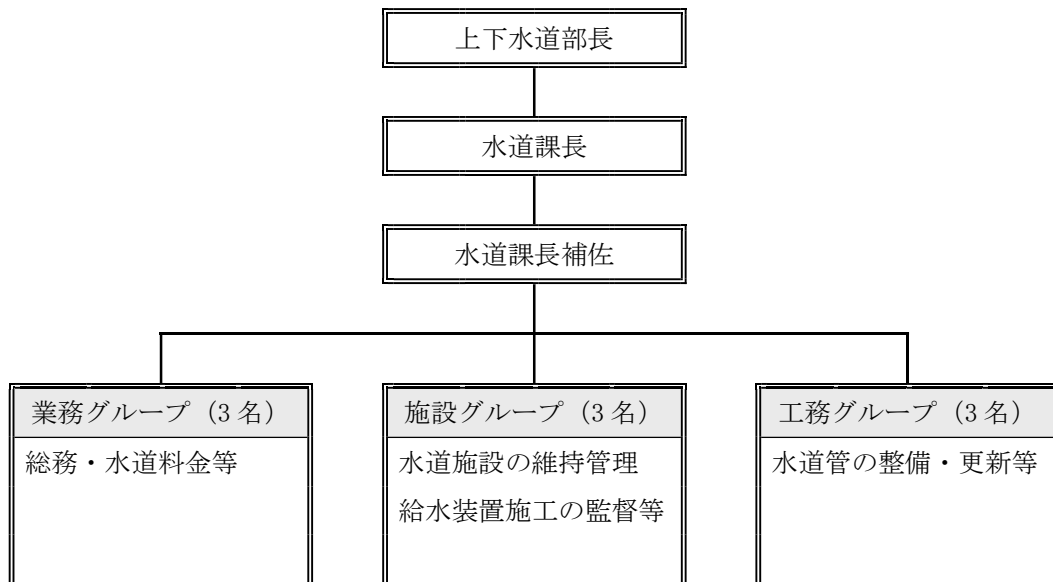 上下水道部長
水道課長
水道課長補佐
業務グループ（3 名）
総務・水道料金等
施設グループ（3 名）
水道施設の維持管理
給水装置施工の監督等
工務グループ（3 名）
水道管の整備・更新等